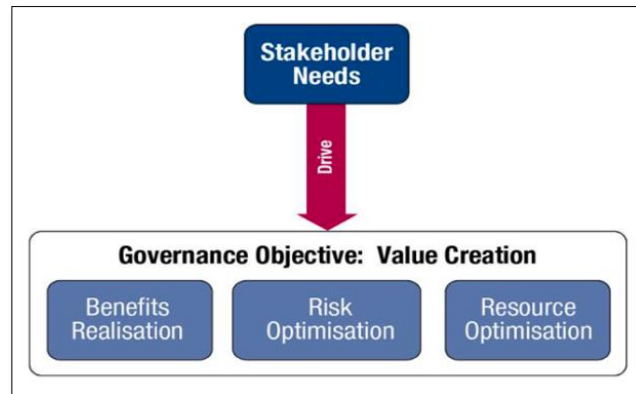 Stakeholder
Needs
Drive
Governance Objective: Value Creation
Benefits
Realisation
Risk
Optimisation
Resource
Optimisation